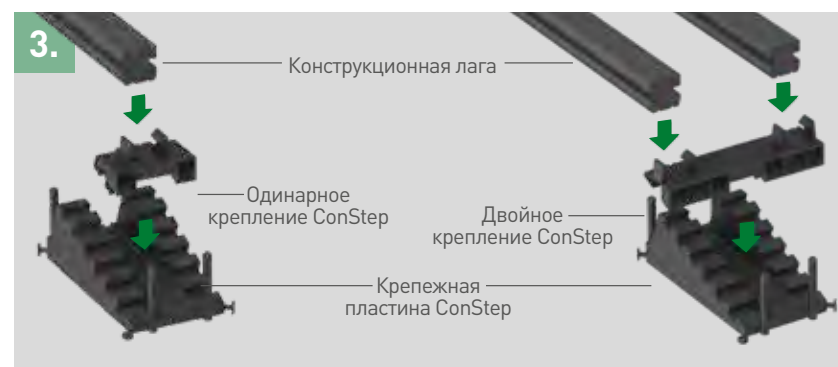 3.
Конструкционная лага
Одинарное
крепление ConStep
Двойное
крепление ConStep
Крепежная
пластина ConStep